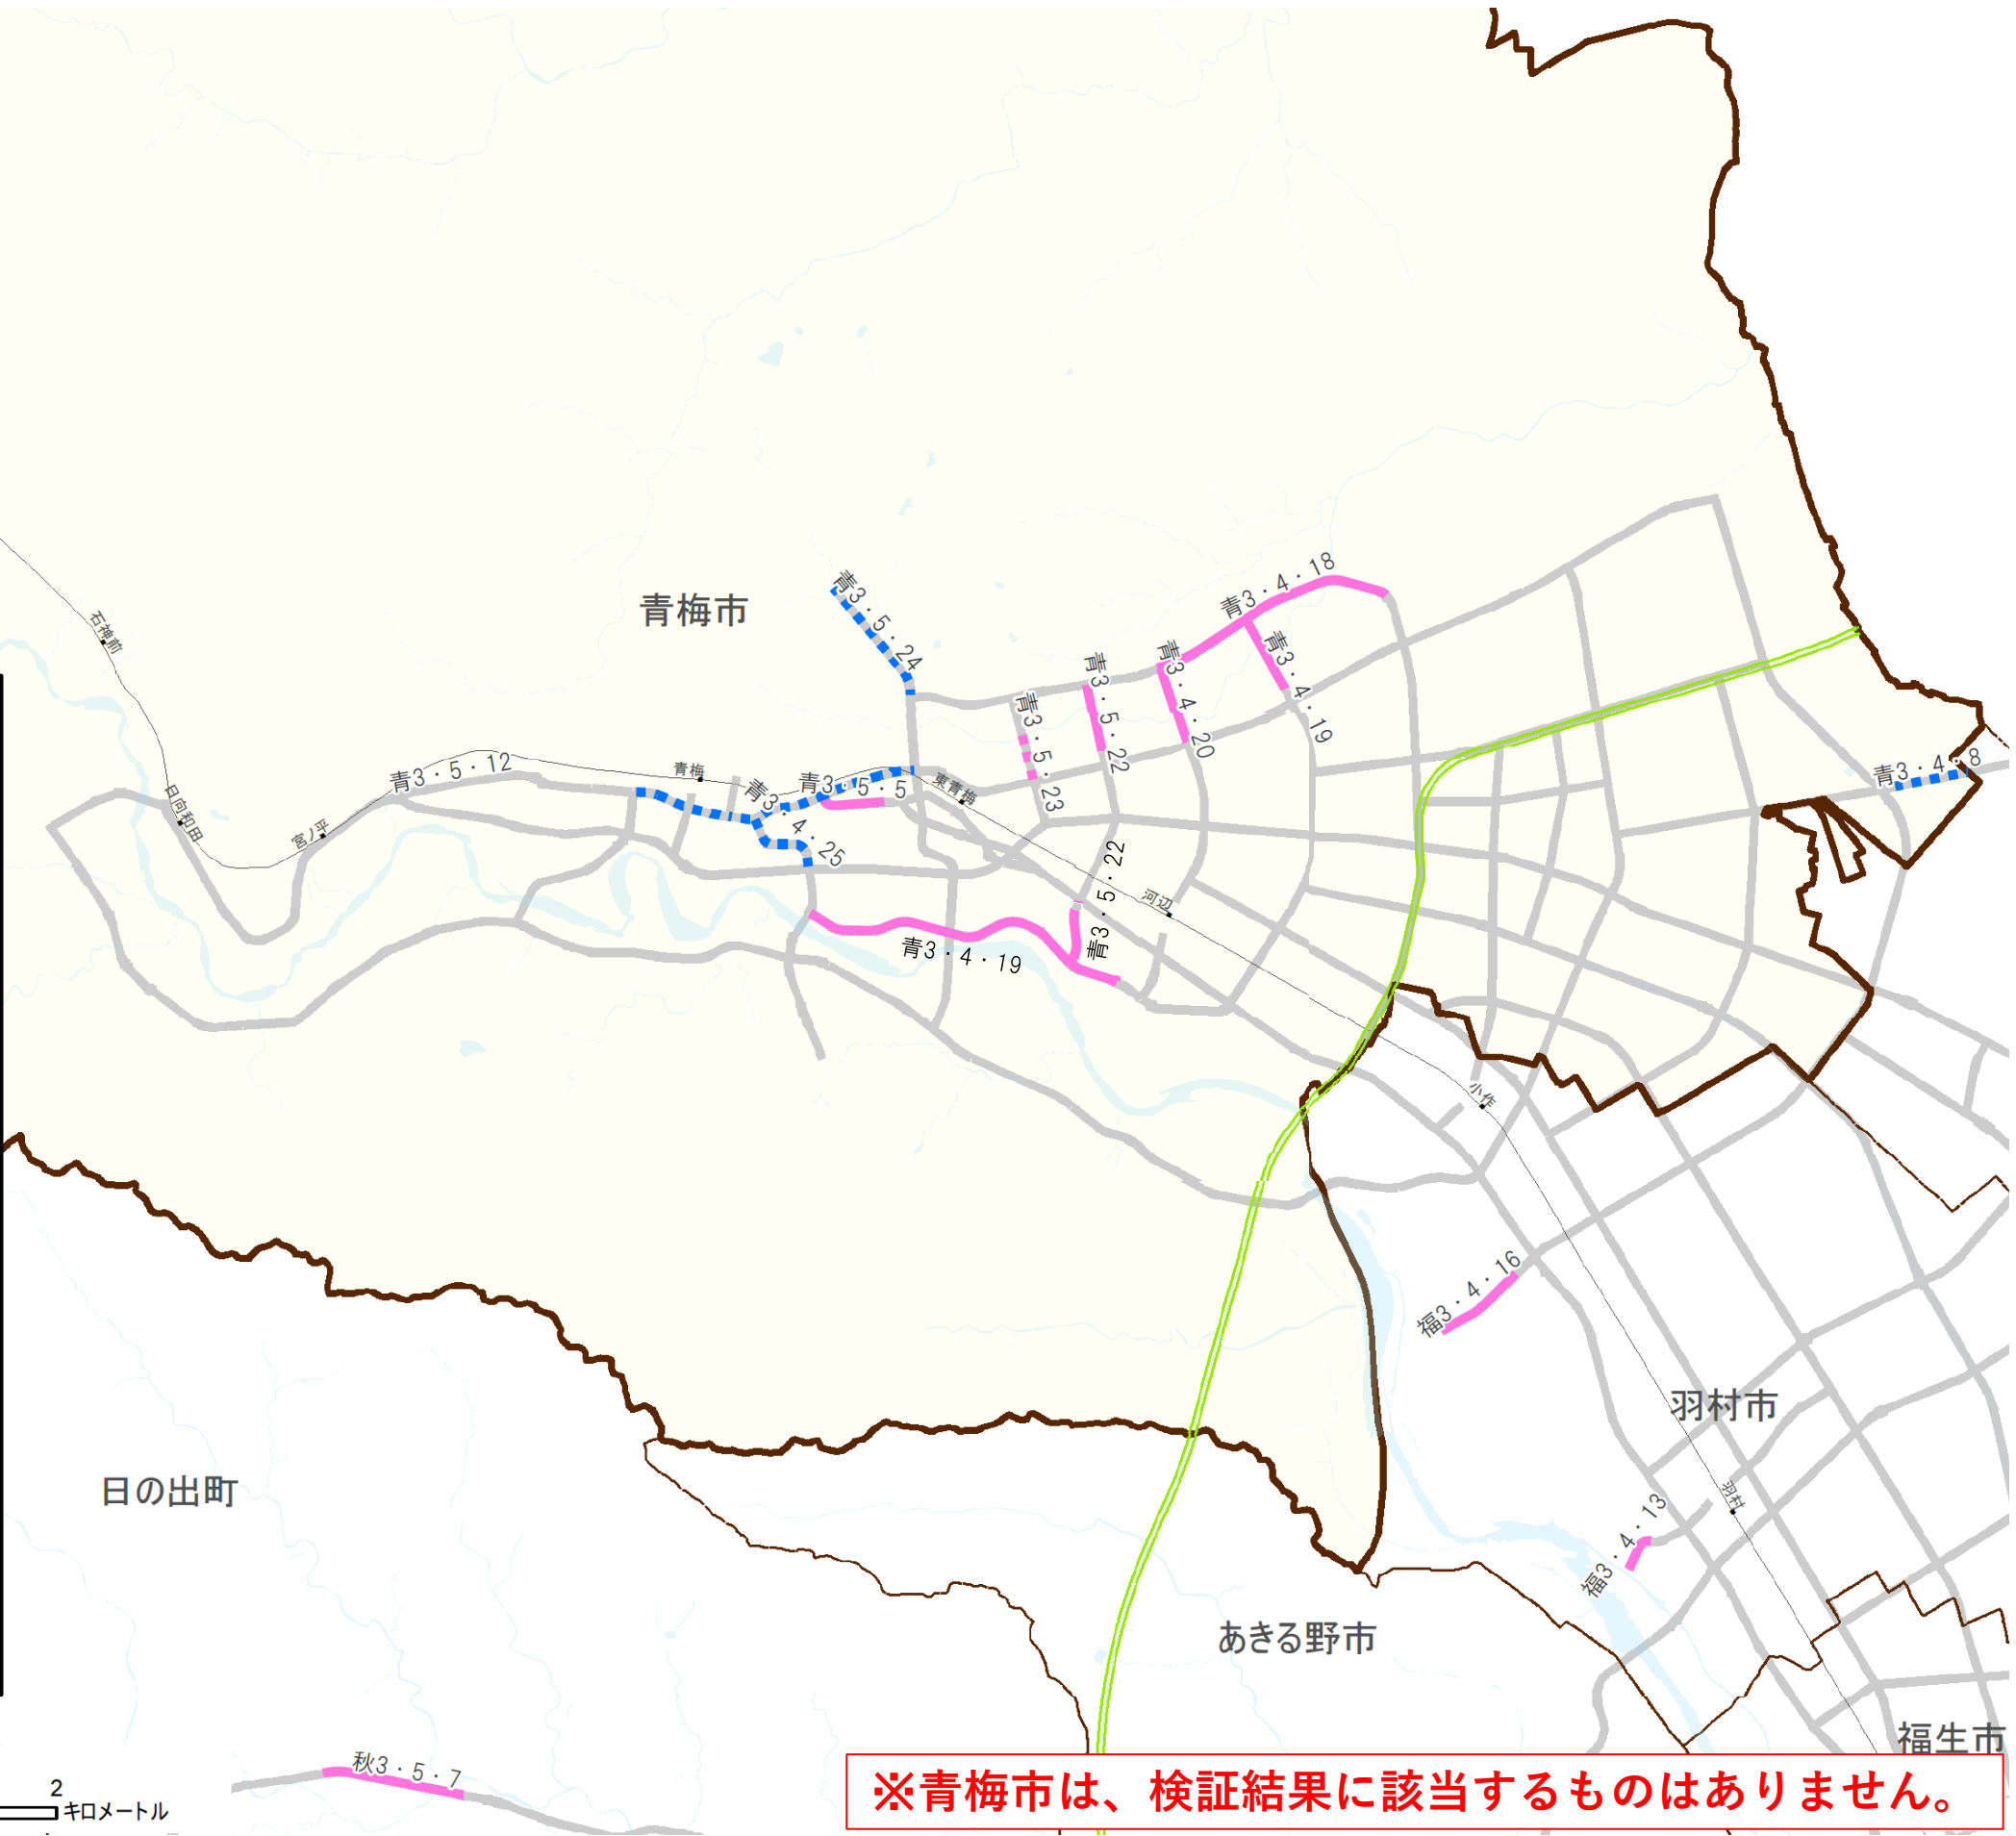 青3・4・18
青3・5・24
青梅市
石神前
青3・4・19
青3・4・20
青3・5・22
青3・5・23
青3・4・8
青3・5・12
青梅
青3・5・5
東青梅
日向和田
宮ノ平
青3・4・25
青3・5・22
河辺
青3・4・19
小作
福3・4・16
羽村市
日の出町
羽村
福3・4・13
あきる野市
福生市
秋3・5・7
2
キロメートル
※青梅市は、検証結果に該当するものはありません。